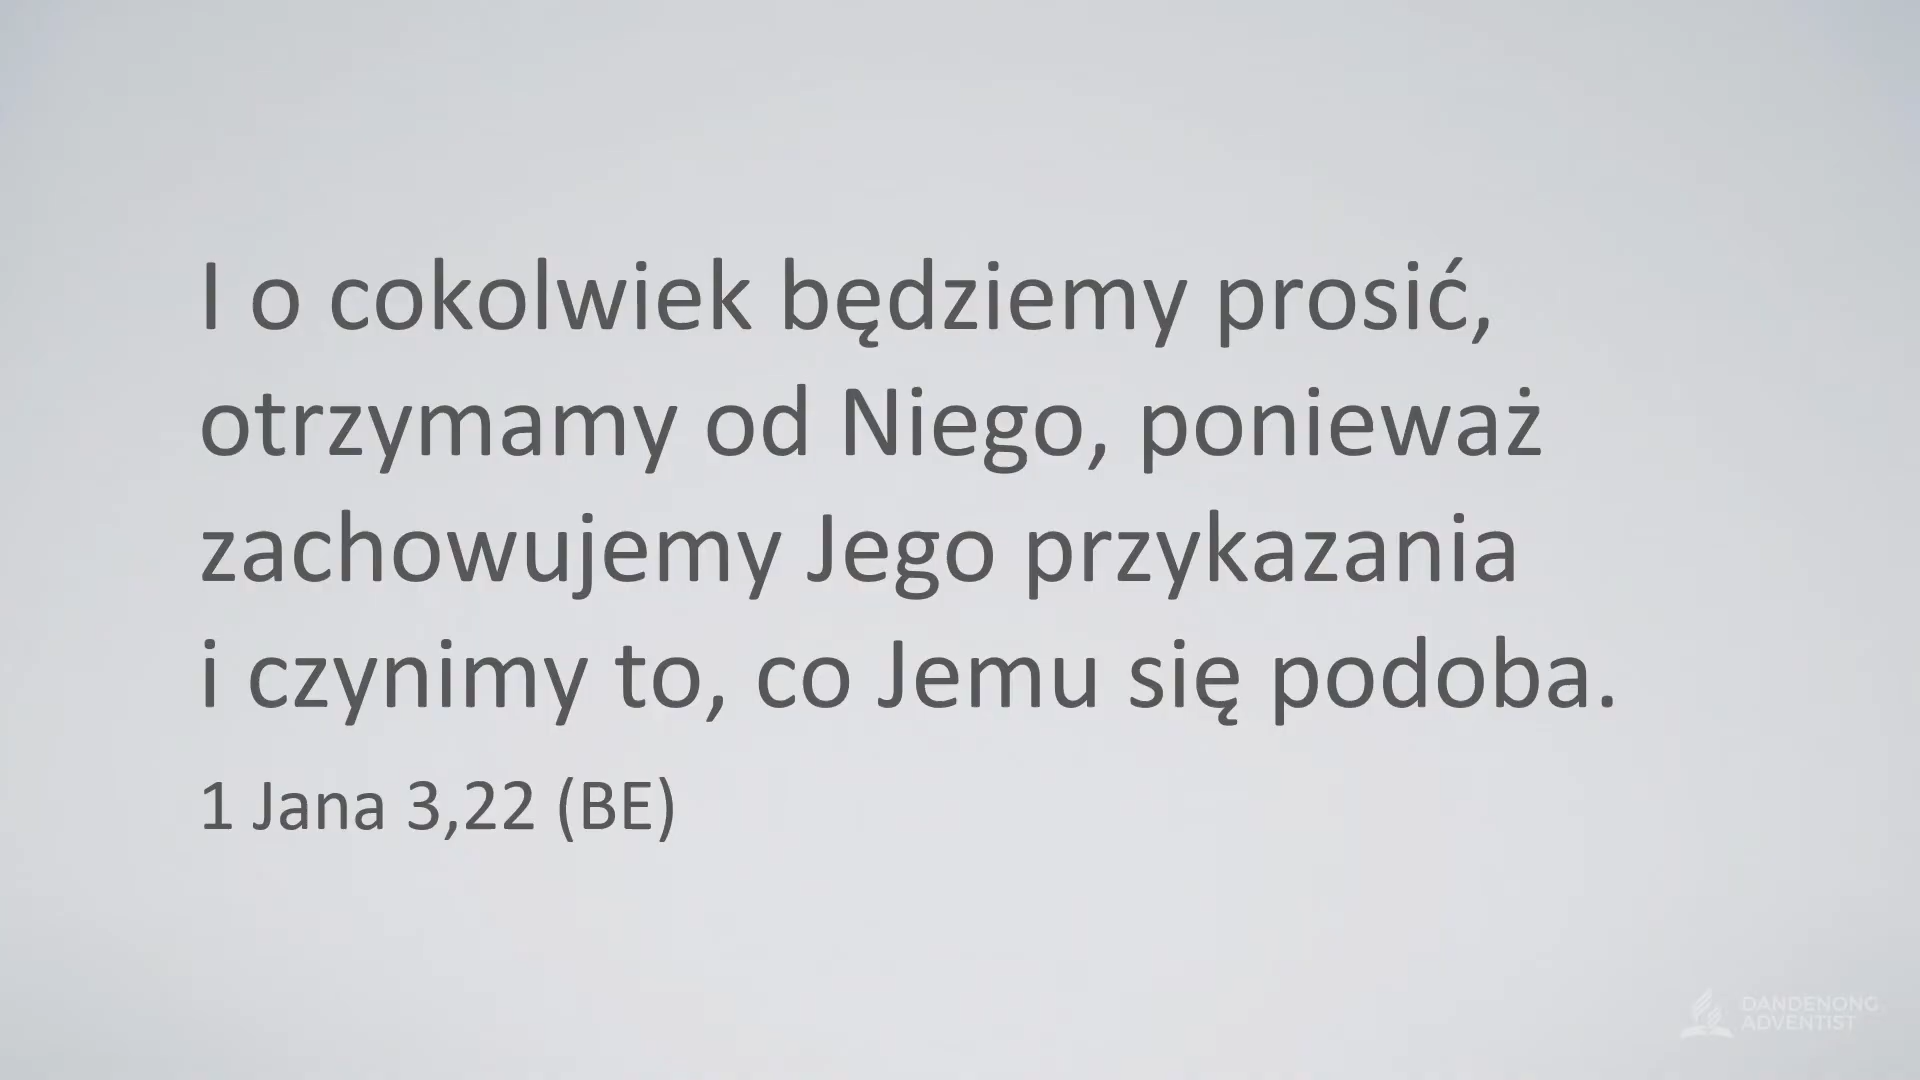 I o cokolwiek będziemy prosić,
otrzymamy od Niego, ponieważ
zachowujemy Jego przykazania
i czynimy to, co Jemu się podoba.
1 Jana 3,22 (BE)
DANDENONG
ADVENTIST